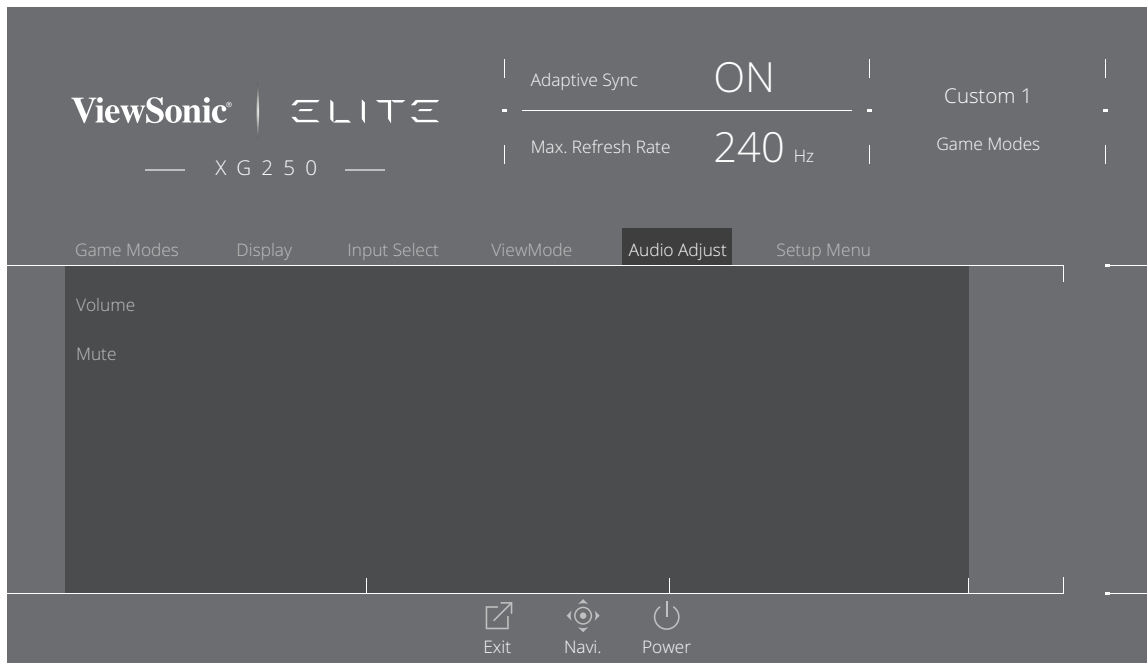 ViewSonic® ELITE
XG250
Adaptive Sync ON
Max. Refresh Rate 240 Hz
Custom 1
Game Modes
Game Modes Display Input Select ViewMode Audio Adjust Setup Menu
Volume
Mute
Exit Navi. Power